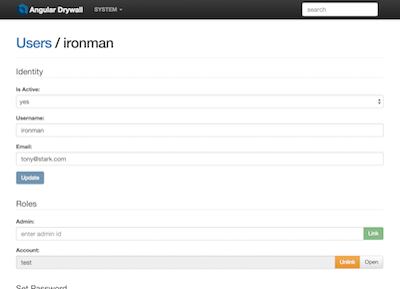 Angular Drywall SYSTEM search
Users / ironman
Identity
Is Active:
yes
Username:
ironman
Email:
tony@stark.com
Update
Roles
Admin:
enter admin id Link
Account:
test Unlink Open
Set Password